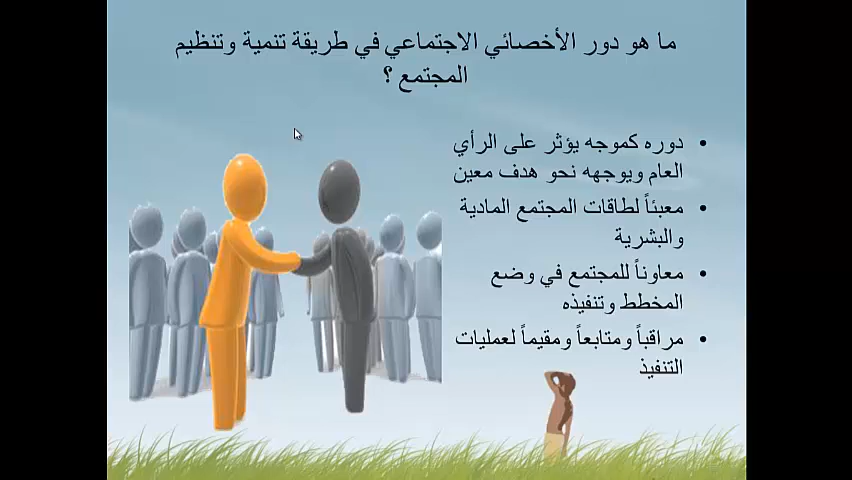 ما هو دور الأخصائي الاجتماعي في طريقة تنمية وتنظيم
المجتمع ؟
• دوره كموجه يؤثر على الرأي
العام ويوجهه نحو هدف معين
• معبئاً لطاقات المجتمع المادية
والبشرية
• معاوناً للمجتمع في وضع
المخطط وتنفيذه
• مراقباً ومتابعاً ومقيماً لعمليات
التنفيذ